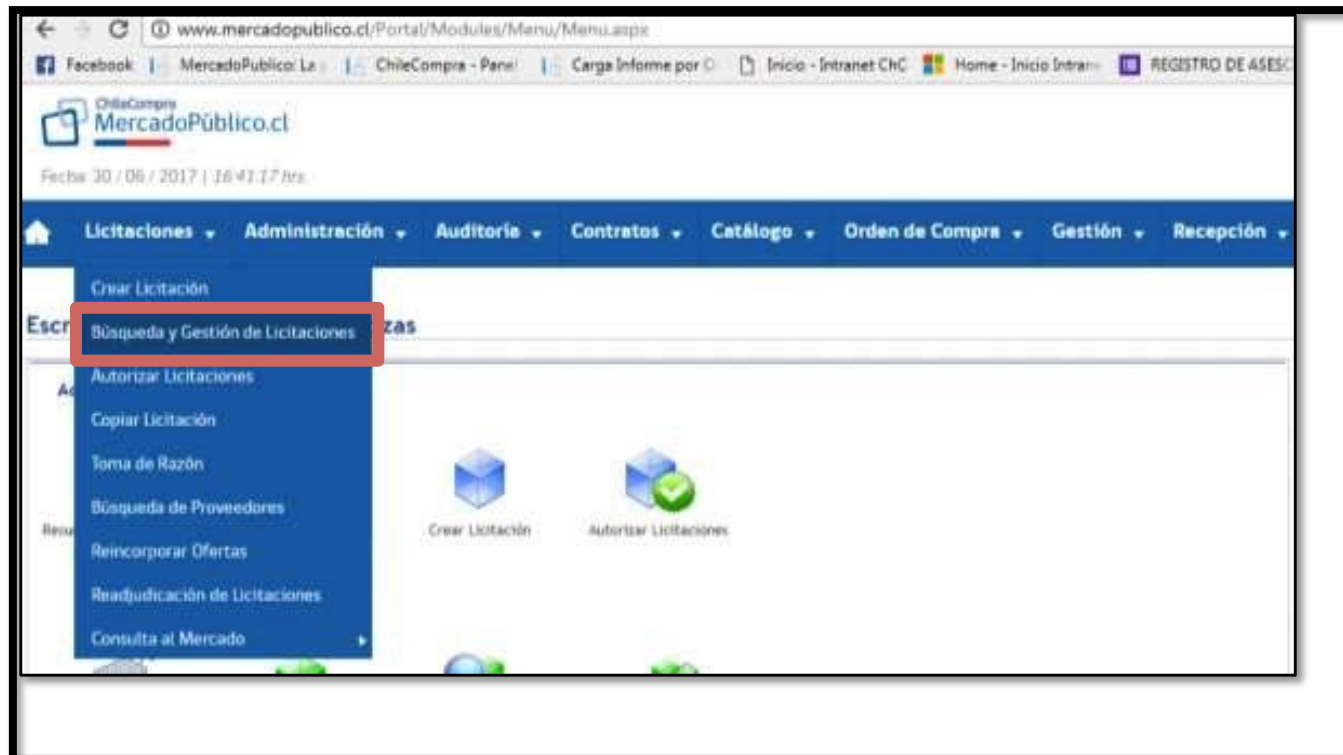 www.mercadopublico.cl/Portal/Modules/Menu/Menu.aspx
Facebook MercadoPublico: La ChileCompra - Panel Carga Informe por Inicio - Intranet ChC Home - Inicio Intran REGISTRO DE ASESO
ChileCompra
MercadoPúblico.cl
Fecha: 30 / 06 / 2017 | 16:41:17 hrs.
Licitaciones Administración Auditoría Contratos Catálogo Orden de Compra Gestión Recepción
Crear Licitación
Escr zas
Búsqueda y Gestión de Licitaciones
Autorizar Licitaciones
Copiar Licitación
Toma de Razón
Búsqueda de Proveedores
Crear Licitación Autorizar Licitaciones
Reincorporar Ofertas
Readjudicación de Licitaciones
Consulta al Mercado